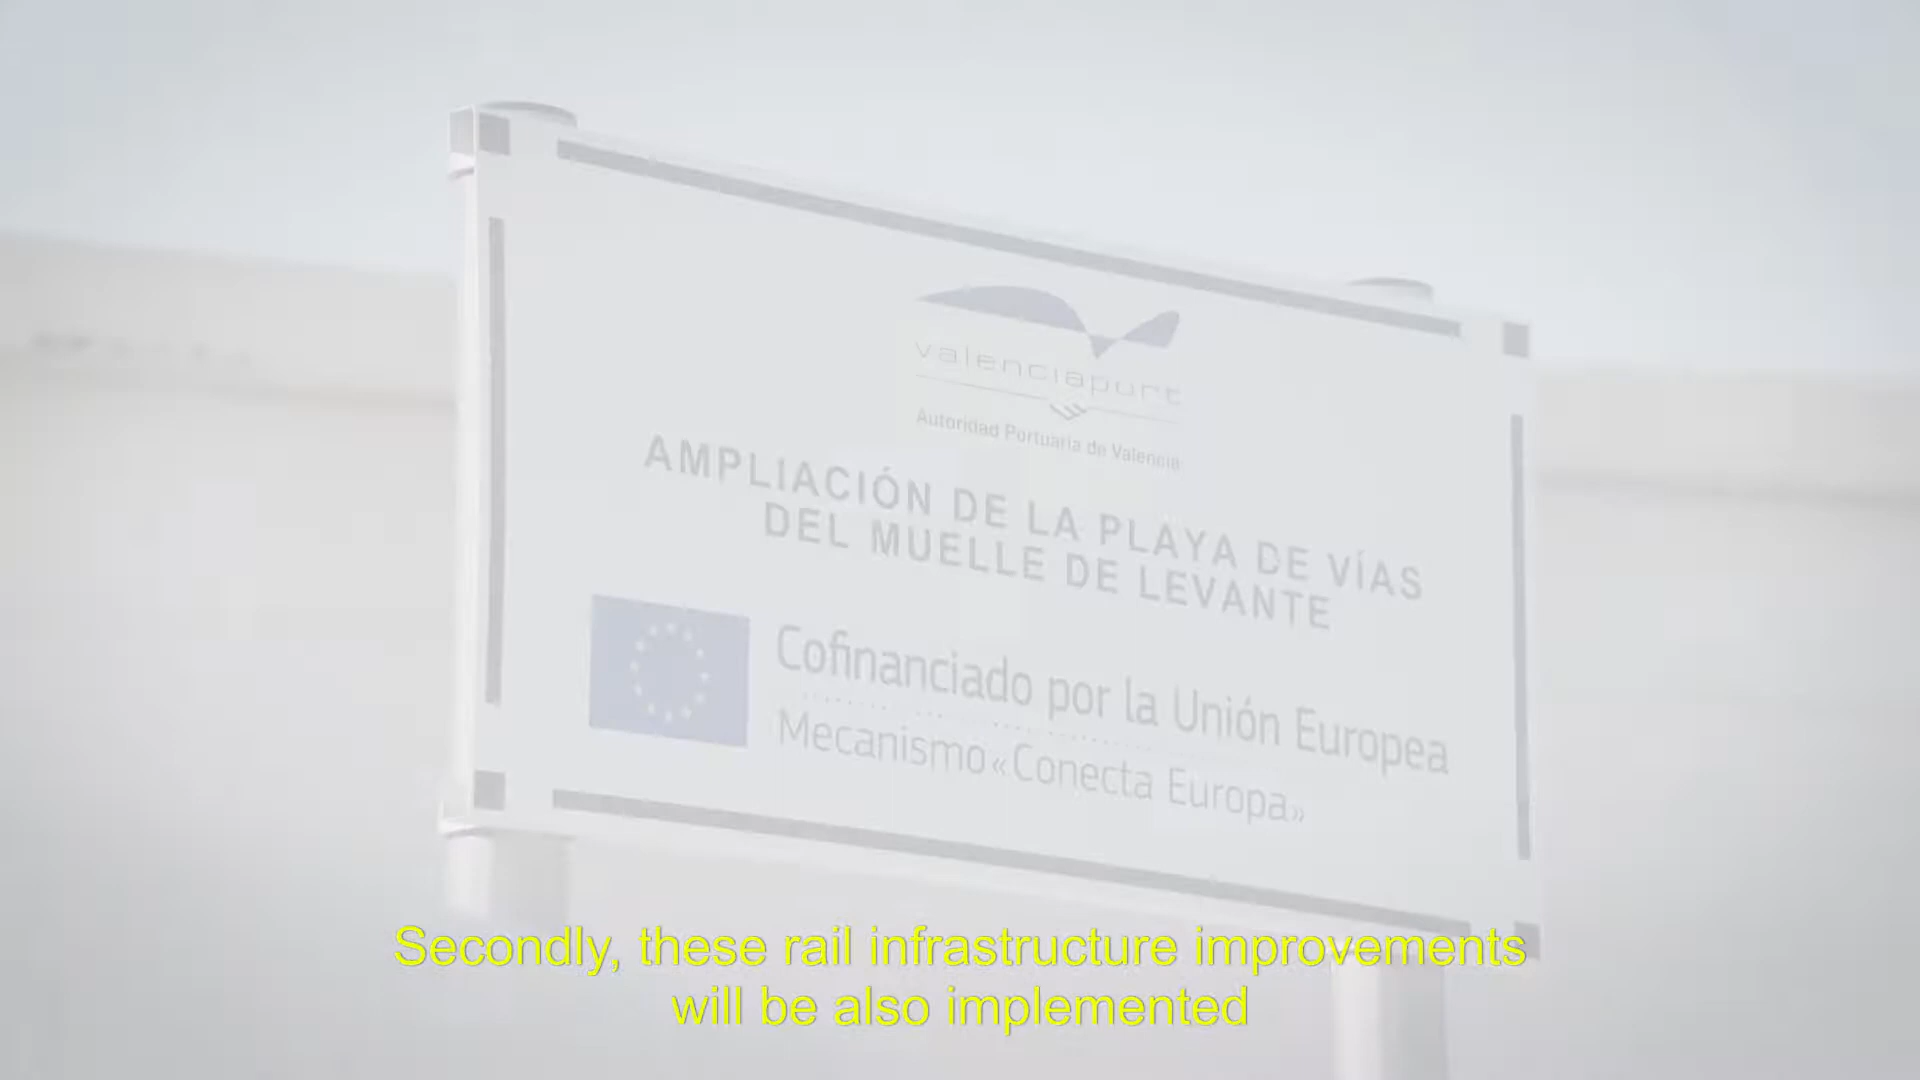 valenciaport
Autoridad Portuaria de Valencia
AMPLIACIÓN DE LA PLAYA DE VÍAS
DEL MUELLE DE LEVANTE
Cofinanciado por la Unión Europea
Mecanismo «Conecta Europa»
Secondly, these rail infrastructure improvements
will be also implemented